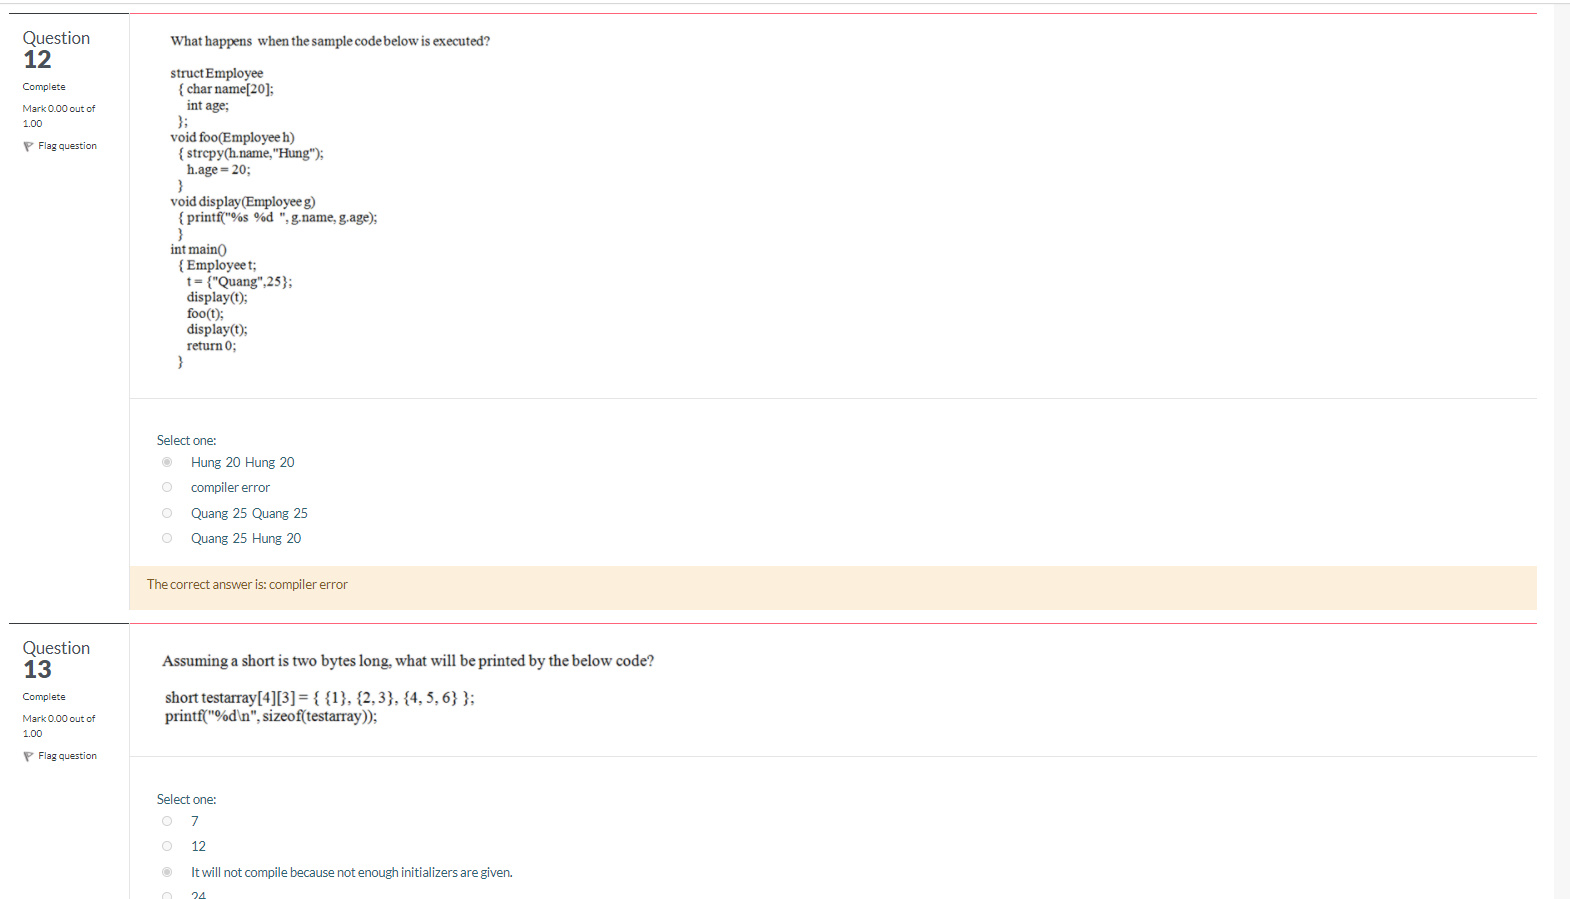 Question
12
Complete
Mark 0.00 out of
1.00
Flag question
What happens when the sample code below is executed?
struct Employee
{ char name[20];
int age;
};
void foo(Employee h)
{ strcpy(h.name,"Hung");
h.age = 20;
}
void display(Employee g)
{ printf("%s %d ", g.name, g.age);
}
int main()
{ Employee t;
t = {"Quang",25};
display(t);
foo(t);
display(t);
return 0;
}
Select one:
Hung 20 Hung 20
compiler error
Quang 25 Quang 25
Quang 25 Hung 20
The correct answer is: compiler error
Question
13
Complete
Mark 0.00 out of
1.00
Flag question
Assuming a short is two bytes long, what will be printed by the below code?
short testarray[4][3] = { {1}, {2, 3}, {4, 5, 6} };
printf("%d\n", sizeof(testarray));
Select one:
7
12
It will not compile because not enough initializers are given.
24